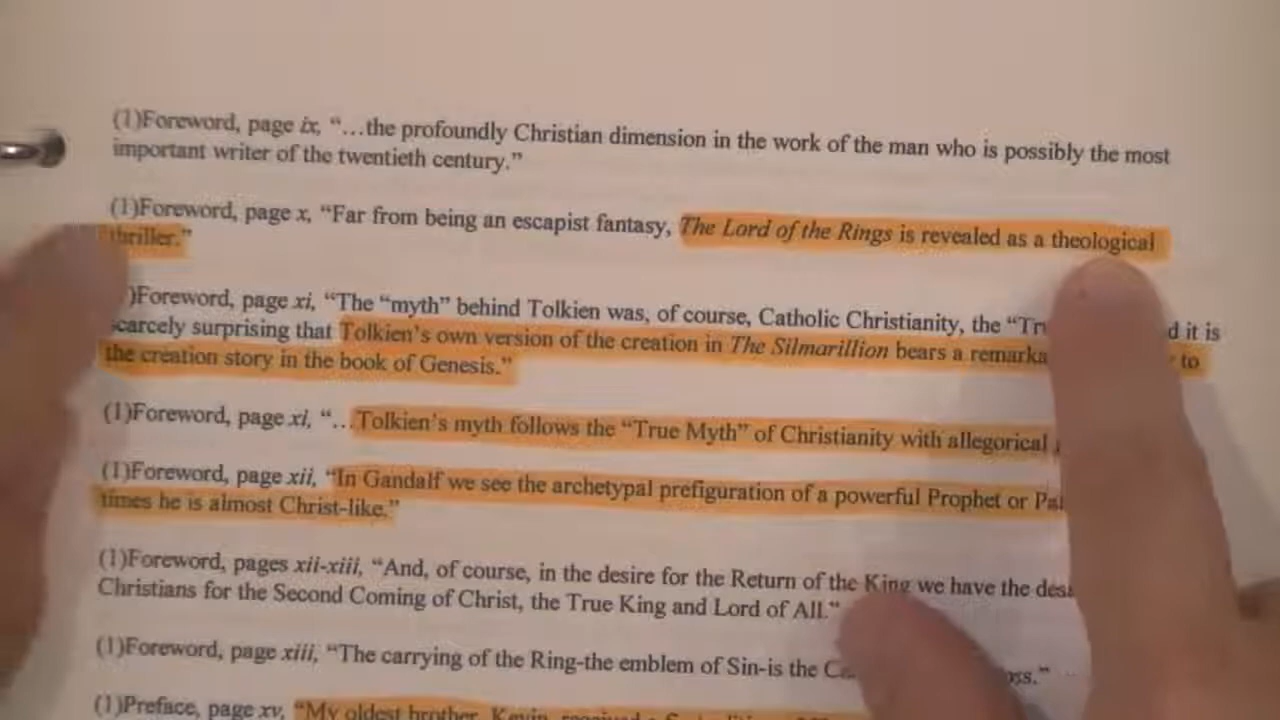 (1)Foreword, page ix, “…the profoundly Christian dimension in the work of the man who is possibly the most
important writer of the twentieth century.”
(1)Foreword, page x, “Far from being an escapist fantasy, The Lord of the Rings is revealed as a theological
thriller.”
)Foreword, page xi, “The “myth” behind Tolkien was, of course, Catholic Christianity, the “Tr it is
scarcely surprising that Tolkien’s own version of the creation in The Silmarillion bears a remarka to
the creation story in the book of Genesis.”
(1)Foreword, page xi, “…Tolkien’s myth follows the “True Myth” of Christianity with allegorical
(1)Foreword, page xii, “In Gandalf we see the archetypal prefiguration of a powerful Prophet or
times he is almost Christ-like.”
(1)Foreword, pages xii-xiii, “And, of course, in the desire for the Return of the King we have the
Christians for the Second Coming of Christ, the True King and Lord of All.“
(1)Foreword, page xiii, “The carrying of the Ring-the emblem of Sin-is the
(1)Preface, page xv, “My oldest brother, Kevin, received a